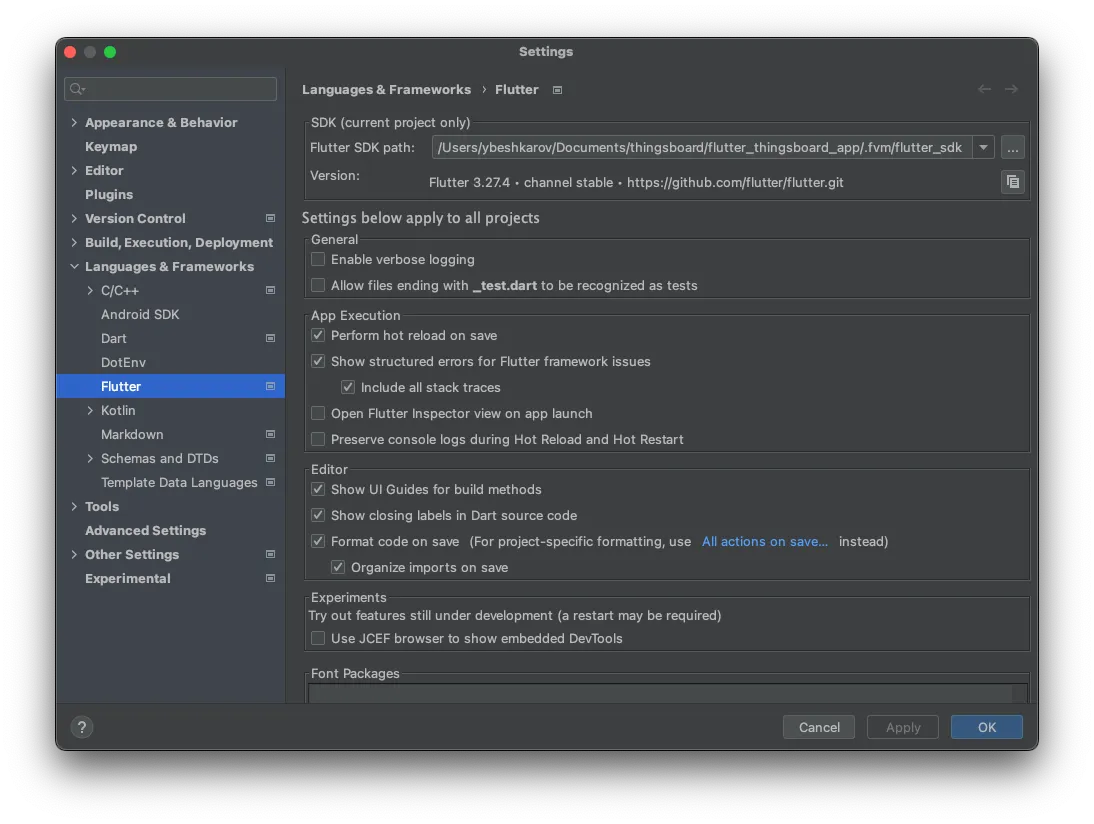 Settings
Languages & Frameworks › Flutter
Appearance & Behavior
Keymap
Editor
Plugins
Version Control
Build, Execution, Deployment
Languages & Frameworks
C/C++
Android SDK
Dart
DotEnv
Flutter
Kotlin
Markdown
Schemas and DTDs
Template Data Languages
Tools
Advanced Settings
Other Settings
Experimental
SDK (current project only)
Flutter SDK path: /Users/ybeshkarov/Documents/thingsboard/flutter_thingsboard_app/.fvm/flutter_sdk ...
Version: Flutter 3.27.4 • channel stable • https://github.com/flutter/flutter.git
Settings below apply to all projects
General
Enable verbose logging
Allow files ending with _test.dart to be recognized as tests
App Execution
Perform hot reload on save
Show structured errors for Flutter framework issues
Include all stack traces
Open Flutter Inspector view on app launch
Preserve console logs during Hot Reload and Hot Restart
Editor
Show UI Guides for build methods
Show closing labels in Dart source code
Format code on save (For project-specific formatting, use All actions on save... instead)
Organize imports on save
Experiments
Try out features still under development (a restart may be required)
Use JCEF browser to show embedded DevTools
Font Packages
? Cancel Apply OK